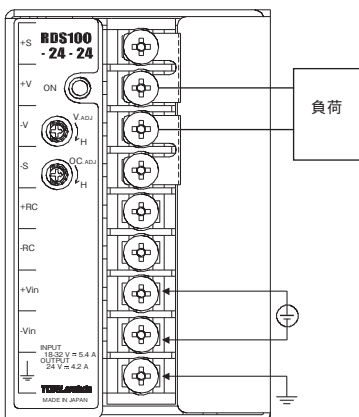 +S
RDS100
- 24 - 24
+V
ON
V.ADJ
H
-V
OC.ADJ
H
-S
+RC
-RC
+Vin
-Vin
INPUT
18-32 V ⎓ 5.4 A
OUTPUT
24 V ⎓ 4.2 A
MADE IN JAPAN
負荷